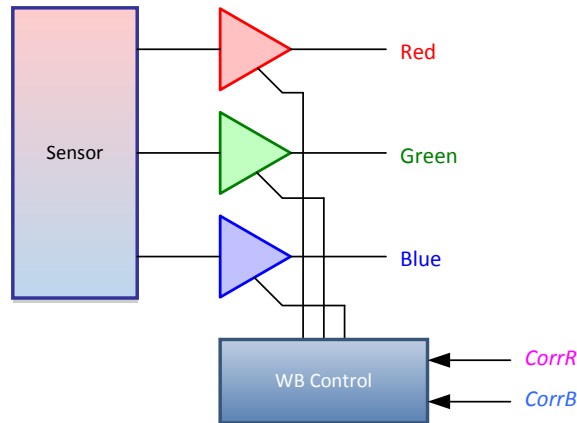 Red
Sensor
Green
Blue
WB Control
CorrR
CorrB